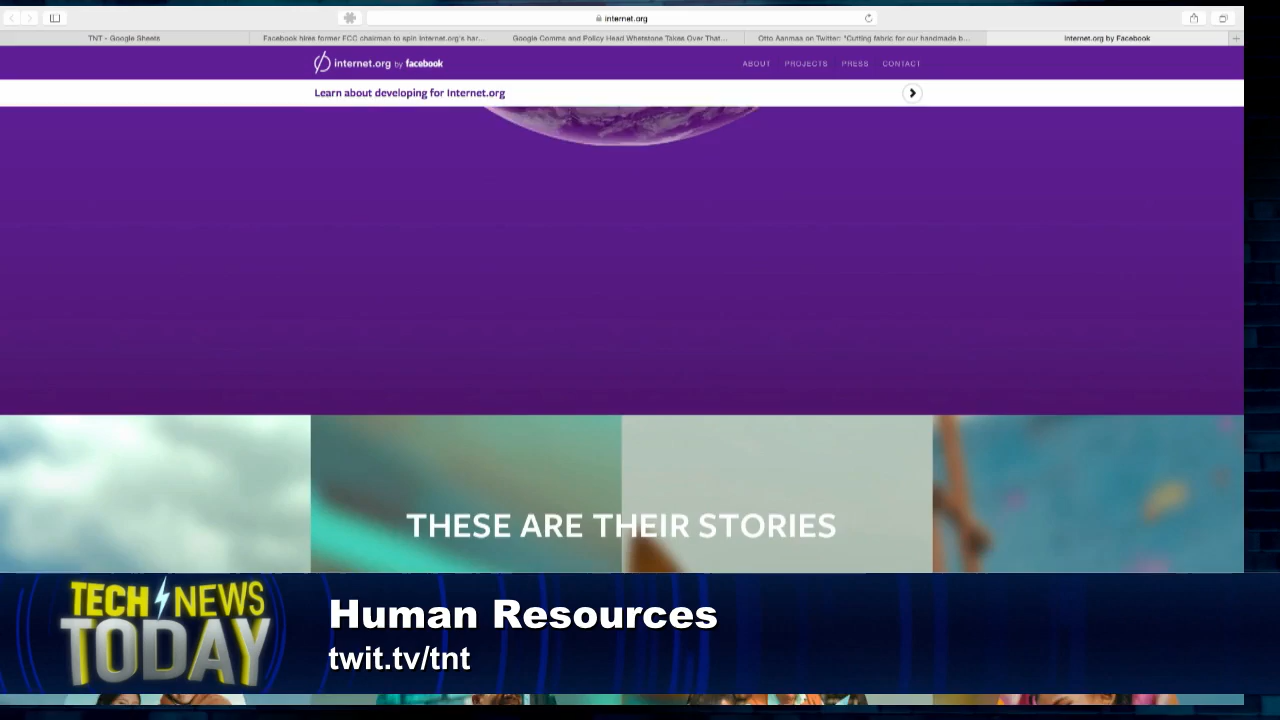 internet.org
TNT - Google Sheets
Facebook hires former FCC chairman to spin Internet.org's har...
Google Comms and Policy Head Whetstone Takes Over That...
Otto Aanmaa on Twitter: "Cutting fabric for our handmade b...
Internet.org by Facebook
internet.org by facebook
ABOUT PROJECTS PRESS CONTACT
Learn about developing for Internet.org
THESE ARE THEIR STORIES
TECH NEWS
TODAY
Human Resources
twit.tv/tnt